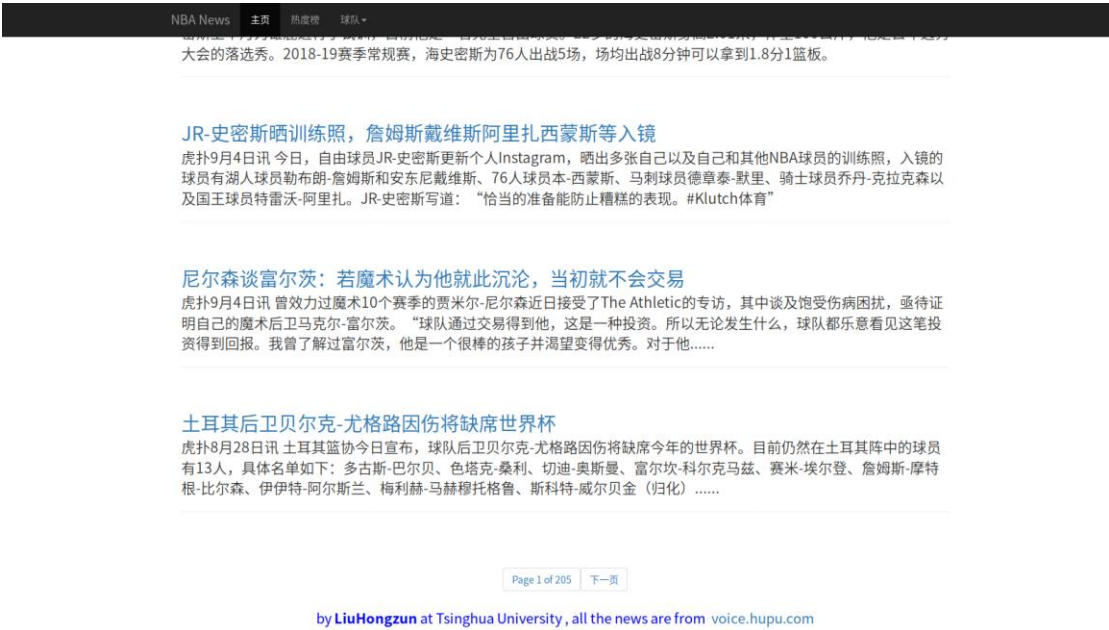 NBA News 主页 热度榜 球队
大会的落选秀。2018-19赛季常规赛，海史密斯为76人出战5场，场均出战8分钟可以拿到1.8分1篮板。
JR-史密斯晒训练照，詹姆斯戴维斯阿里扎西蒙斯等入镜
虎扑9月4日讯 今日，自由球员JR-史密斯更新个人Instagram，晒出多张自己以及自己和其他NBA球员的训练照，入镜的
球员有湖人球员勒布朗-詹姆斯和安东尼戴维斯、76人球员本-西蒙斯、马刺球员德章泰-默里、骑士球员乔丹-克拉克森以
及国王球员特雷沃-阿里扎。JR-史密斯写道：“恰当的准备能防止糟糕的表现。#Klutch体育”
尼尔森谈富尔茨：若魔术认为他就此沉沦，当初就不会交易
虎扑9月4日讯 曾效力过魔术10个赛季的贾米尔-尼尔森近日接受了The Athletic的专访，其中谈及饱受伤病困扰，亟待证
明自己的魔术后卫马克尔-富尔茨。“球队通过交易得到他，这是一种投资。所以无论发生什么，球队都乐意看见这笔投
资得到回报。我曾了解过富尔茨，他是一个很棒的孩子并渴望变得优秀。对于他......
土耳其后卫贝尔克-尤格路因伤将缺席世界杯
虎扑8月28日讯 土耳其篮协今日宣布，球队后卫贝尔克-尤格路因伤将缺席今年的世界杯。目前仍然在土耳其阵中的球员
有13人，具体名单如下：多古斯-巴尔贝、色塔克-桑利、切迪-奥斯曼、富尔坎-科尔克马兹、赛米-埃尔登、詹姆斯-摩特
根-比尔森、伊伊特-阿尔斯兰、梅利赫-马赫穆托格鲁、斯科特-威尔贝金（归化）......
Page 1 of 205 下一页
by LiuHongzun at Tsinghua University , all the news are from voice.hupu.com